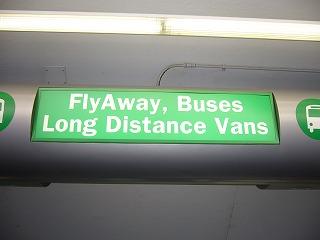 FlyAway, Buses
Long Distance Vans